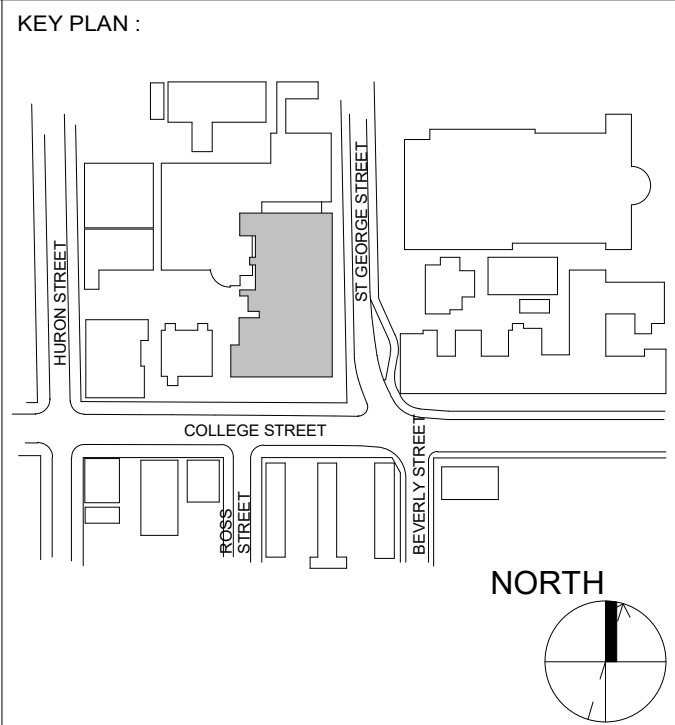 KEY PLAN :
ST GEORGE STREET
HURON STREET
COLLEGE STREET
ROSS
STREET
BEVERLY STREET
NORTH